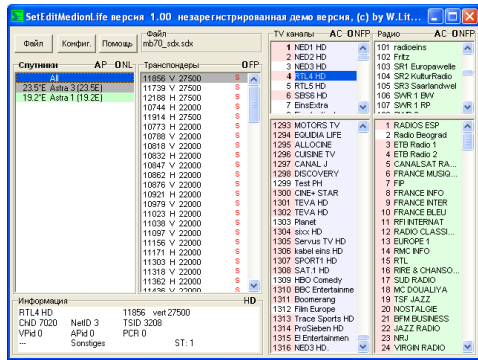 SetEditMedionLife версия 1.00 незарегистрированная демо версия, (c) by W.Lit...
Файл Конфиг. Помощь
Файл
mb70_sdx.sdx
Спутники AP ONL
All
23.5°E Astra 3 (23.5E)
19.2°E Astra 1 (19.2E)
Транспондеры OFP
11856 V 27500 S
11739 V 27500 S
12188 H 27500 S
10744 H 22000 S
11914 H 27500 S
10773 H 22000 S
10788 V 22000 S
10818 V 22000 S
10832 H 22000 S
10847 V 22000 S
10862 H 22000 S
10876 V 22000 S
10921 H 22000 S
10979 V 22000 S
11023 H 22000 S
11038 V 22000 S
11097 V 22000 S
11156 V 22000 S
11171 H 22000 S
11303 H 22000 S
11318 V 22000 S
11362 H 22000 S
11436 V 22000 S
TV каналы AC ONFP
1 NED1 HD
2 NED2 HD
3 NED3 HD
4 RTL4 HD
5 RTL5 HD
6 SBS6 HD
7 EinsExtra
1293 MOTORS TV
1294 EQUIDIA LIFE
1295 ALLOCINE
1296 CUISINE TV
1297 CANAL J
1298 DISCOVERY
1299 Test PH
1300 CINE+ STAR
1301 TEVA HD
1302 TEVA HD
1303 Planet
1304 sixx HD
1305 Servus TV HD
1306 kabel eins HD
1307 SPORT1 HD
1308 SAT.1 HD
1309 HBO Comedy
1310 BBC Entertainme
1311 Boomerang
1312 Film Europe
1313 Trace Sports HD
1314 ProSieben HD
1315 El Entertainmen
1316 NED3 HD.
Радио AC ONFP
101 radioeins
102 Fritz
103 SR1 Europawelle
104 SR2 KulturRadio
105 SR3 Saarlandwel
106 SWR 1 BW
107 SWR 1 RP
1 RADIOS ESP
2 Radio Beograd
3 ETB Radio 1
4 ETB Radio 2
5 CANALSAT RA...
6 FRANCE MUSIQ...
7 FIP
8 FRANCE INFO
9 FRANCE INTER
10 FRANCE BLEU
11 RFI INTERNAT
12 RADIO CLASSI...
13 EUROPE 1
14 RMC INFO
15 RTL
16 RIRE & CHANSO...
17 SUD RADIO
18 MC DOUALIYA
19 TSF JAZZ
20 NOSTALGIE
21 BFM BUSINESS
22 JAZZ RADIO
23 NRJ
24 VIRGIN RADIO
Информация HD
RTL4 HD 11856 vert 27500
CND 7020 NetID 3 TSID 3208
VPid 0 APid 0 PCR 0
--- Sonstiges ST: 1